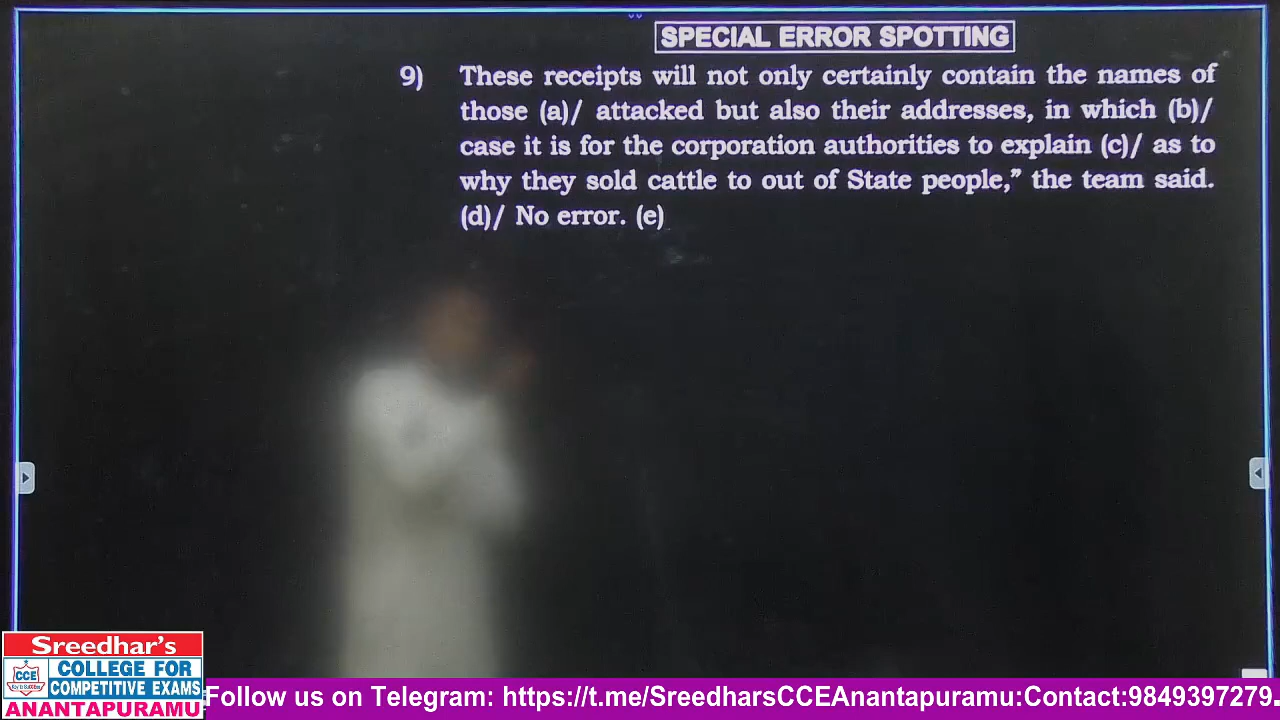 SPECIAL ERROR SPOTTING
9) These receipts will not only certainly contain the names of
those (a)/ attacked but also their addresses, in which (b)/
case it is for the corporation authorities to explain (c)/ as to
why they sold cattle to out of State people,” the team said.
(d)/ No error. (e)
Sreedhar's
CCE
COLLEGE FOR
COMPETITIVE EXAMS
ANANTAPURAMU
Follow us on Telegram: https://t.me/SreedharsCCEAnantapuramu:Contact:9849397279.